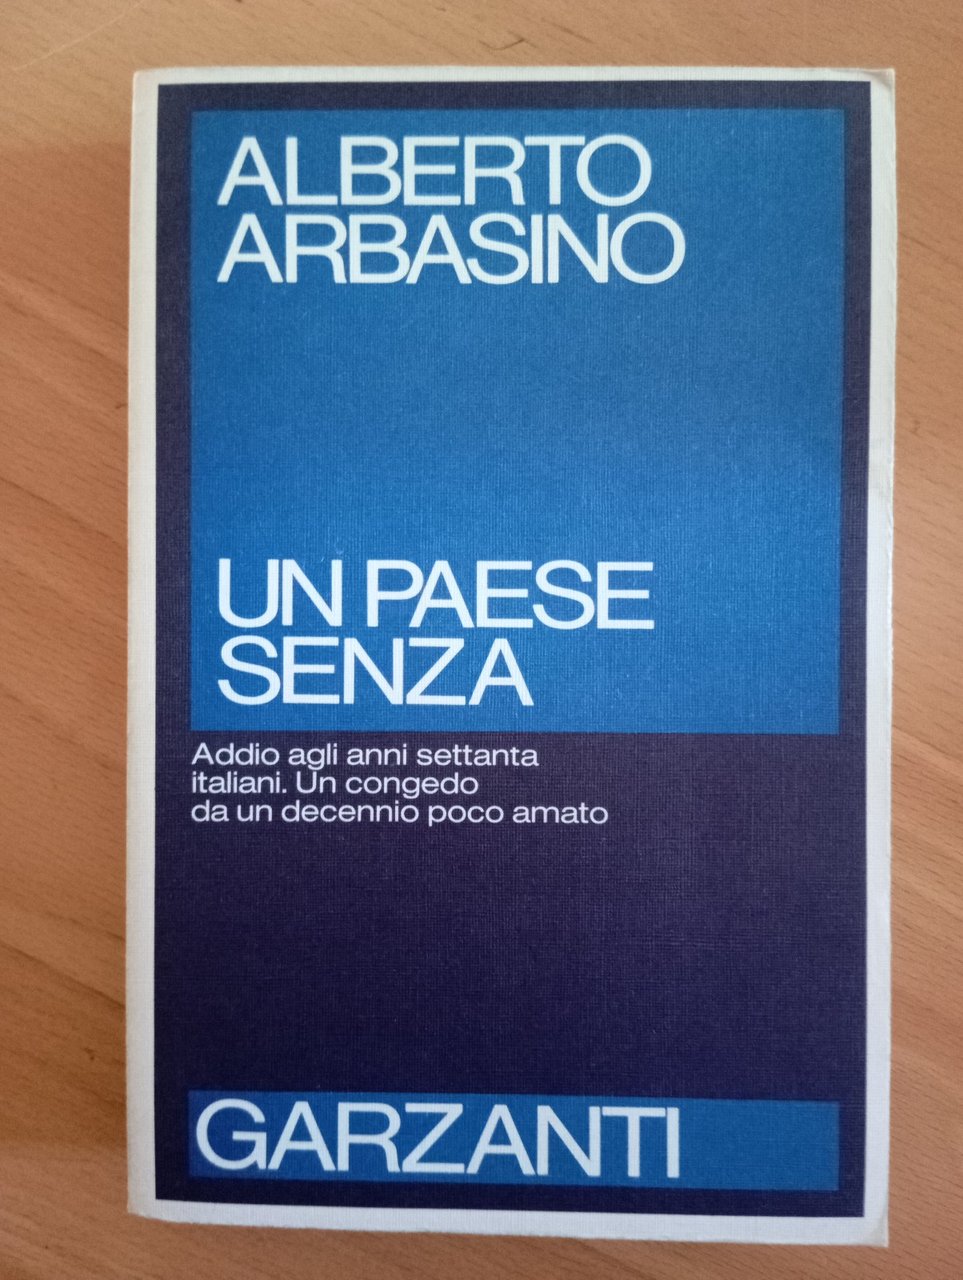 ALBERTO
ARBASINO
UN PAESE
SENZA
Addio agli anni settanta
italiani. Un congedo
da un decennio poco amato
GARZANTI